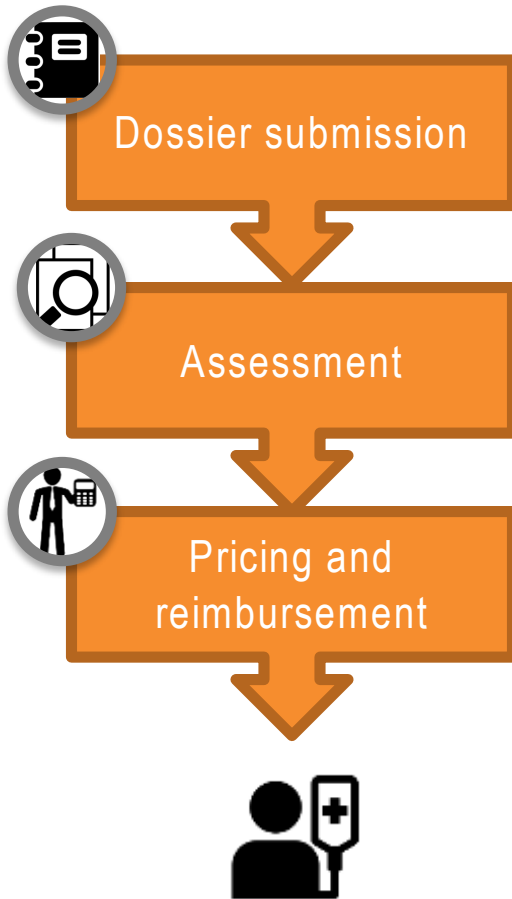 Dossier submission
Assessment
Pricing and
reimbursement